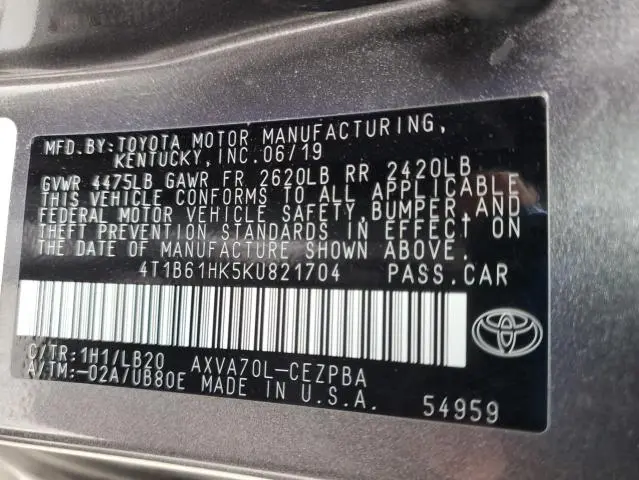 MFD. BY: TOYOTA MOTOR MANUFACTURING,
KENTUCKY, INC. 06/19
GVWR 4475LB GAWR FR 2620LB RR 2420LB
THIS VEHICLE CONFORMS TO ALL APPLICABLE
FEDERAL MOTOR VEHICLE SAFETY, BUMPER, AND
THEFT PREVENTION STANDARDS IN EFFECT ON
THE DATE OF MANUFACTURE SHOWN ABOVE.
4T1B61HK5KU821704 PASS.CAR
C/TR: 1H1/LB20 AXVA70L-CEZPBA
A/TM: -02A/UB80E MADE IN U.S.A.
54959